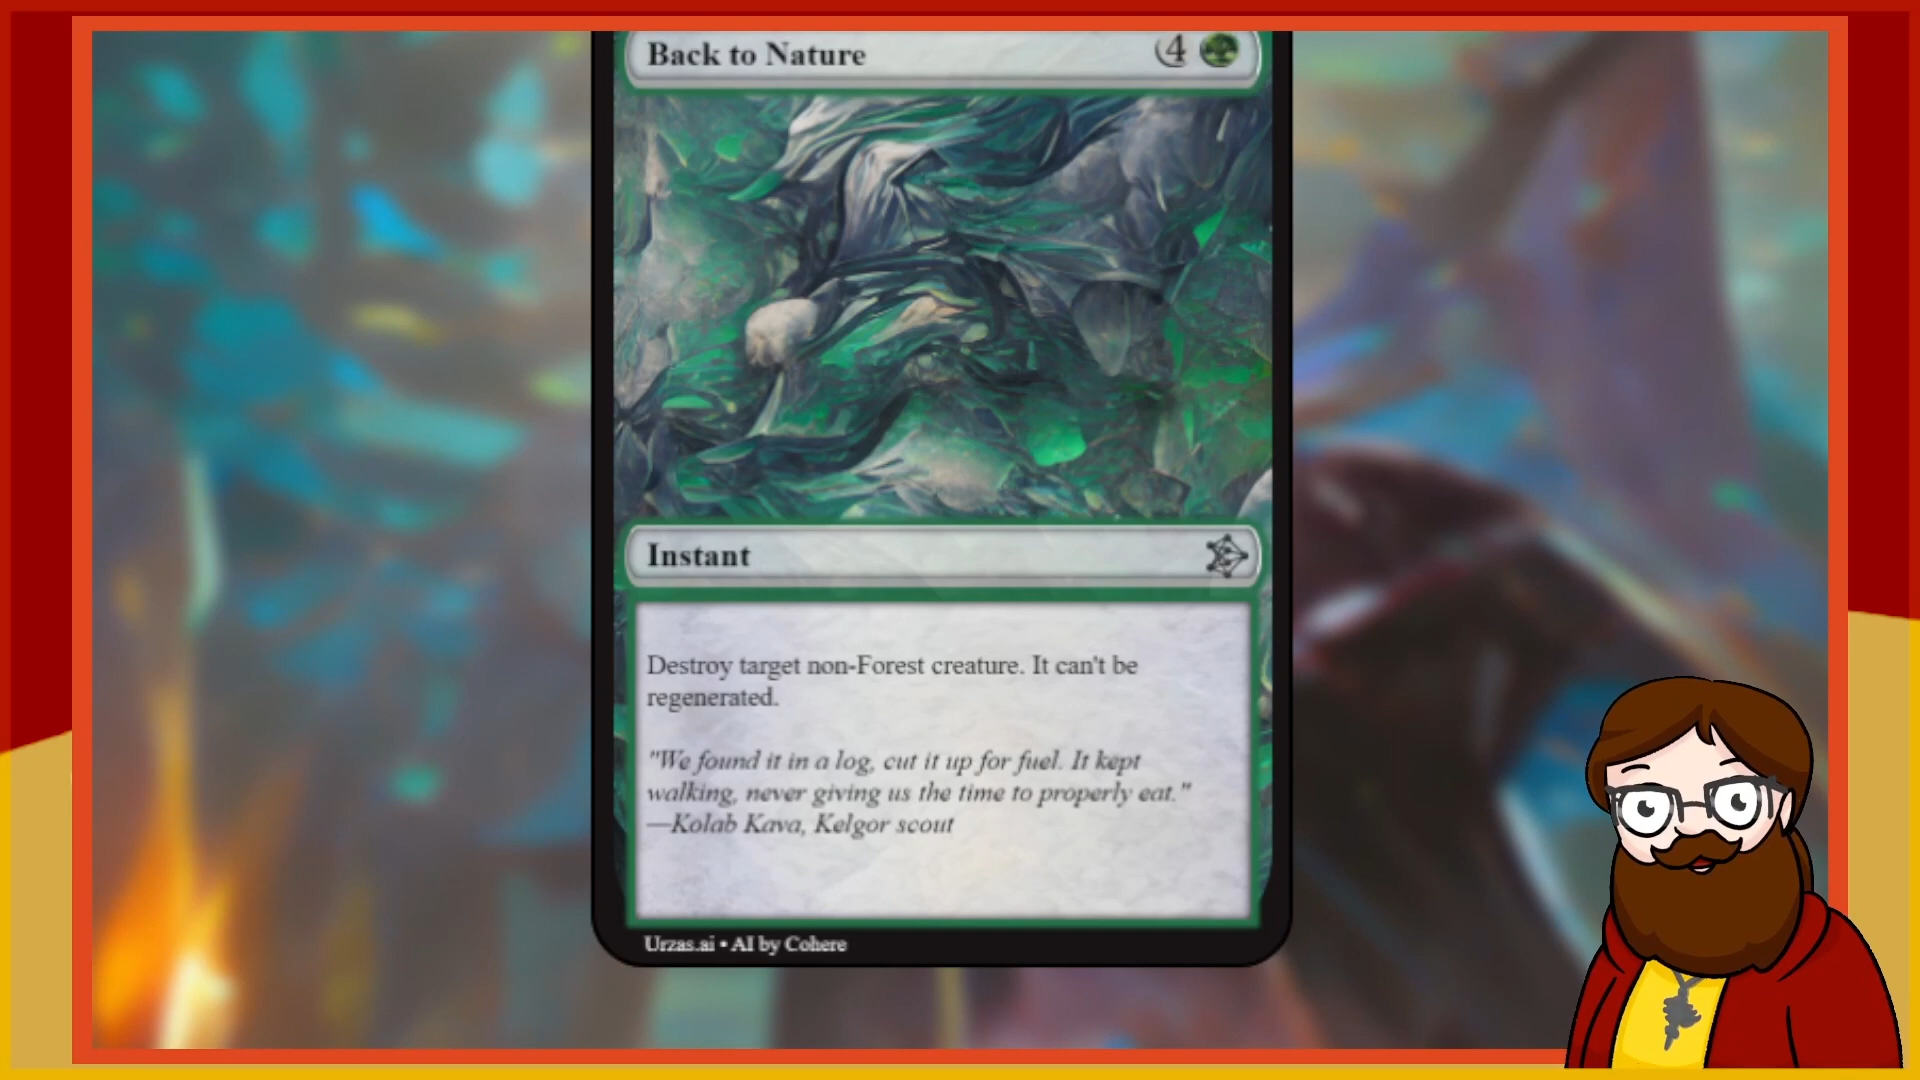 Back to Nature 4
Instant
Destroy target non-Forest creature. It can't be
regenerated.
"We found it in a log, cut it up for fuel. It kept
walking, never giving us the time to properly eat."
—Kolab Kava, Kelgor scout
Urzas.ai • AI by Cohere